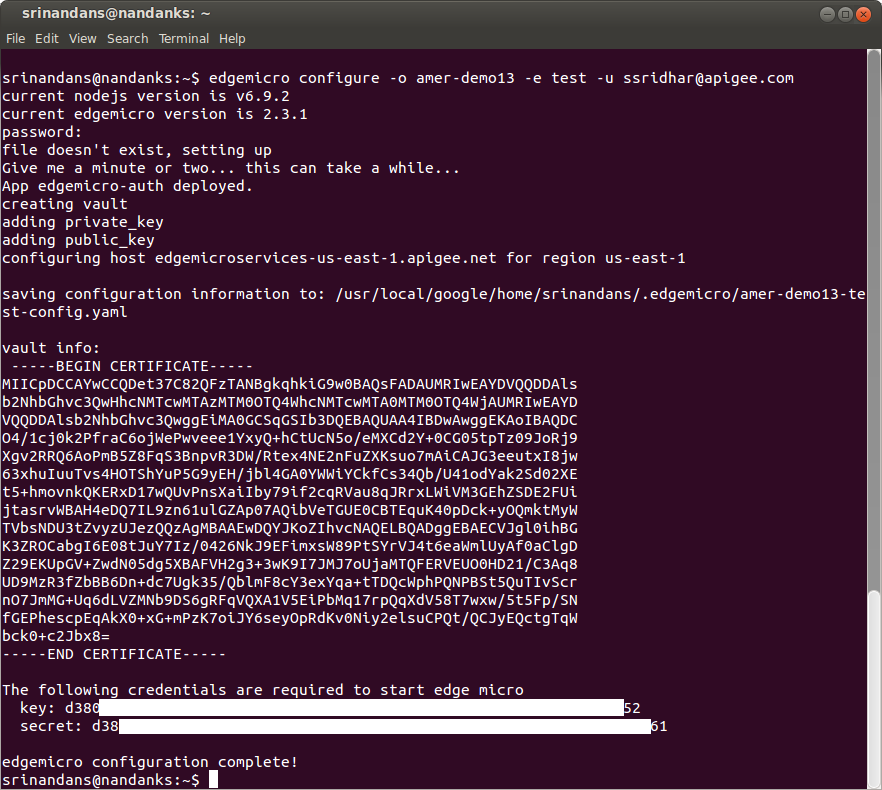 srinandans@nandanks: ~
File Edit View Search Terminal Help
srinandans@nandanks:~$ edgemicro configure -o amer-demo13 -e test -u ssridhar@apigee.com
current nodejs version is v6.9.2
current edgemicro version is 2.3.1
password:
file doesn't exist, setting up
Give me a minute or two... this can take a while...
App edgemicro-auth deployed.
creating vault
adding private_key
adding public_key
configuring host edgemicroservices-us-east-1.apigee.net for region us-east-1
saving configuration information to: /usr/local/google/home/srinandans/.edgemicro/amer-demo13-te
st-config.yaml
vault info:
-----BEGIN CERTIFICATE-----
MIICpDCCAYwCCQDet37C82QFzTANBgkqhkiG9w0BAQsFADAUMRIwEAYDVQQDDAls
b2NhbGhvc3QwHhcNMTcwMTAzMTM0OTQ4WhcNMTcwMTA0MTM0OTQ4WjAUMRIwEAYD
VQQDDAlsb2NhbGhvc3QwggEiMA0GCSqGSIb3DQEBAQUAA4IBDwAwggEKAoIBAQDC
O4/1cj0k2PfraC6ojWePwveee1YxyQ+hCtUcN5o/eMXCd2Y+0CG05tpTz09JoRj9
Xgv2RRQ6AoPmB5Z8FqS3BnpvR3DW/Rtex4NE2nFuZXKsuo7mAiCAJG3eeutxI8jw
63xhuIuuTvs4HOTShYuP5G9yEH/jbl4GA0YWWiYCkfCs34Qb/U41odYak2Sd02XE
t5+hmovnkQKERxD17wQUvPnsXaiIby79if2cqRVau8qJRrxLWiVM3GEhZSDE2FUi
jtasrvWBAH4eDQ7IL9zn61ulGZAp07AQibVeTGUE0CBTEquK40pDck+yOQmktMyW
TVbsNDU3tZvyzUJezQQzAgMBAAEwDQYJKoZIhvcNAQELBQADggEBAECVJgl0ihBG
K3ZROCabgI6E08tJuY7Iz/0426NkJ9EFimxsW89PtSYrVJ4t6eaWmlUyAf0aClgD
Z29EKUpGV+ZwdN05dg5XBAFVH2g3+3wK9I7JMJ7oUjaMTQFERVEUO0HD21/C3Aq8
UD9MzR3fZbBB6Dn+dc7Ugk35/QblmF8cY3exYqa+tTDQcWphPQNPBSt5QuTIvScr
nO7JmMG+Uq6dLVZMNb9DS6gRFqVQXA1V5EiPbMq17rpQqXdV58T7wxw/5t5Fp/SN
fGEPhescpEqAkX0+xG+mPzK7oiJY6seyOpRdKv0Niy2elsuCPQt/QCJyEQctgTqW
bck0+c2Jbx8=
-----END CERTIFICATE-----
The following credentials are required to start edge micro
key: d380 52
secret: d38 61
edgemicro configuration complete!
srinandans@nandanks:~$